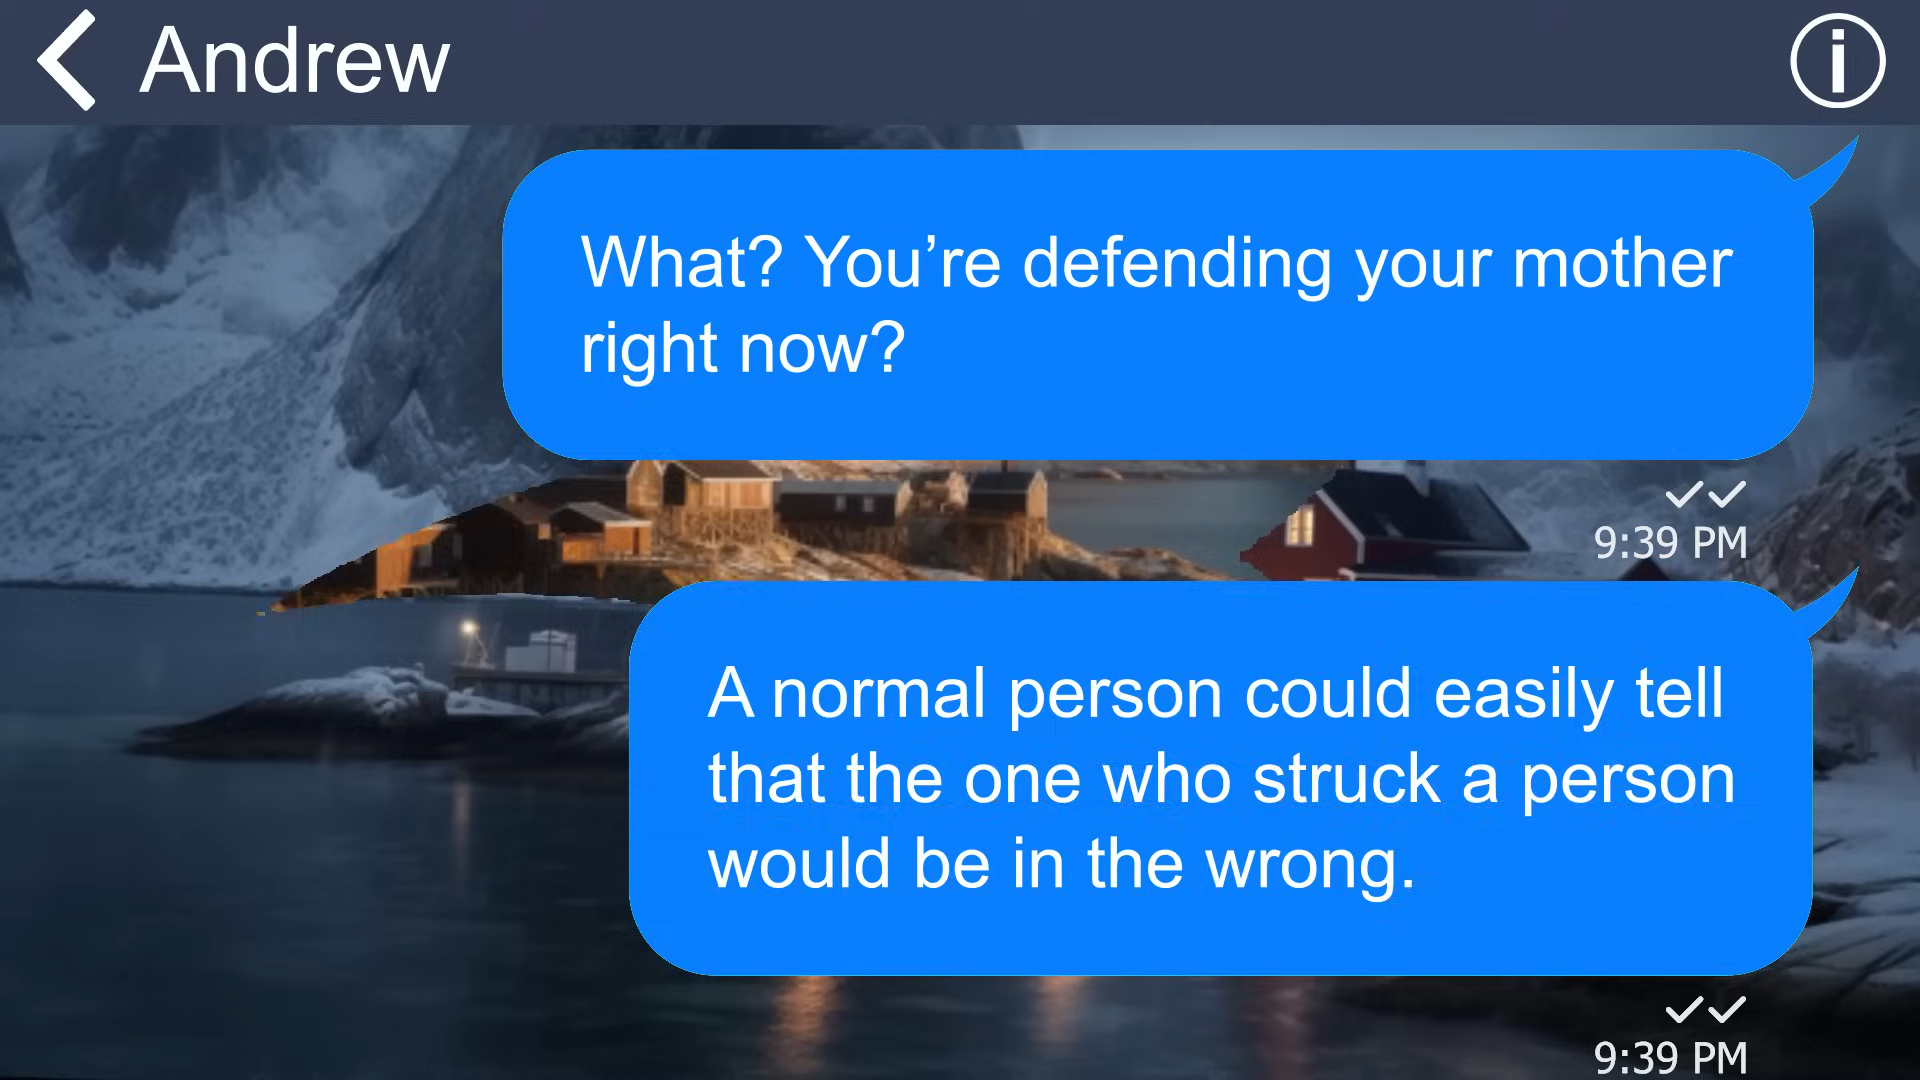 Andrew
What? You’re defending your mother
right now?
9:39 PM
A normal person could easily tell
that the one who struck a person
would be in the wrong.
9:39 PM